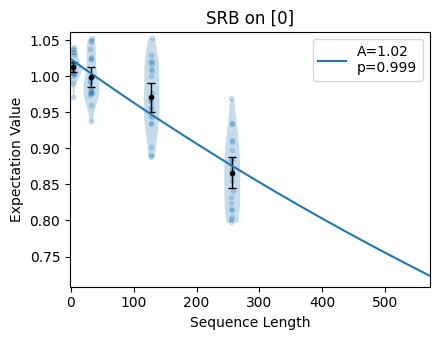 SRB on [0]
A=1.02
p=0.999
Expectation Value
1.05
1.00
0.95
0.90
0.85
0.80
0.75
0
100
200
300
400
500
Sequence Length